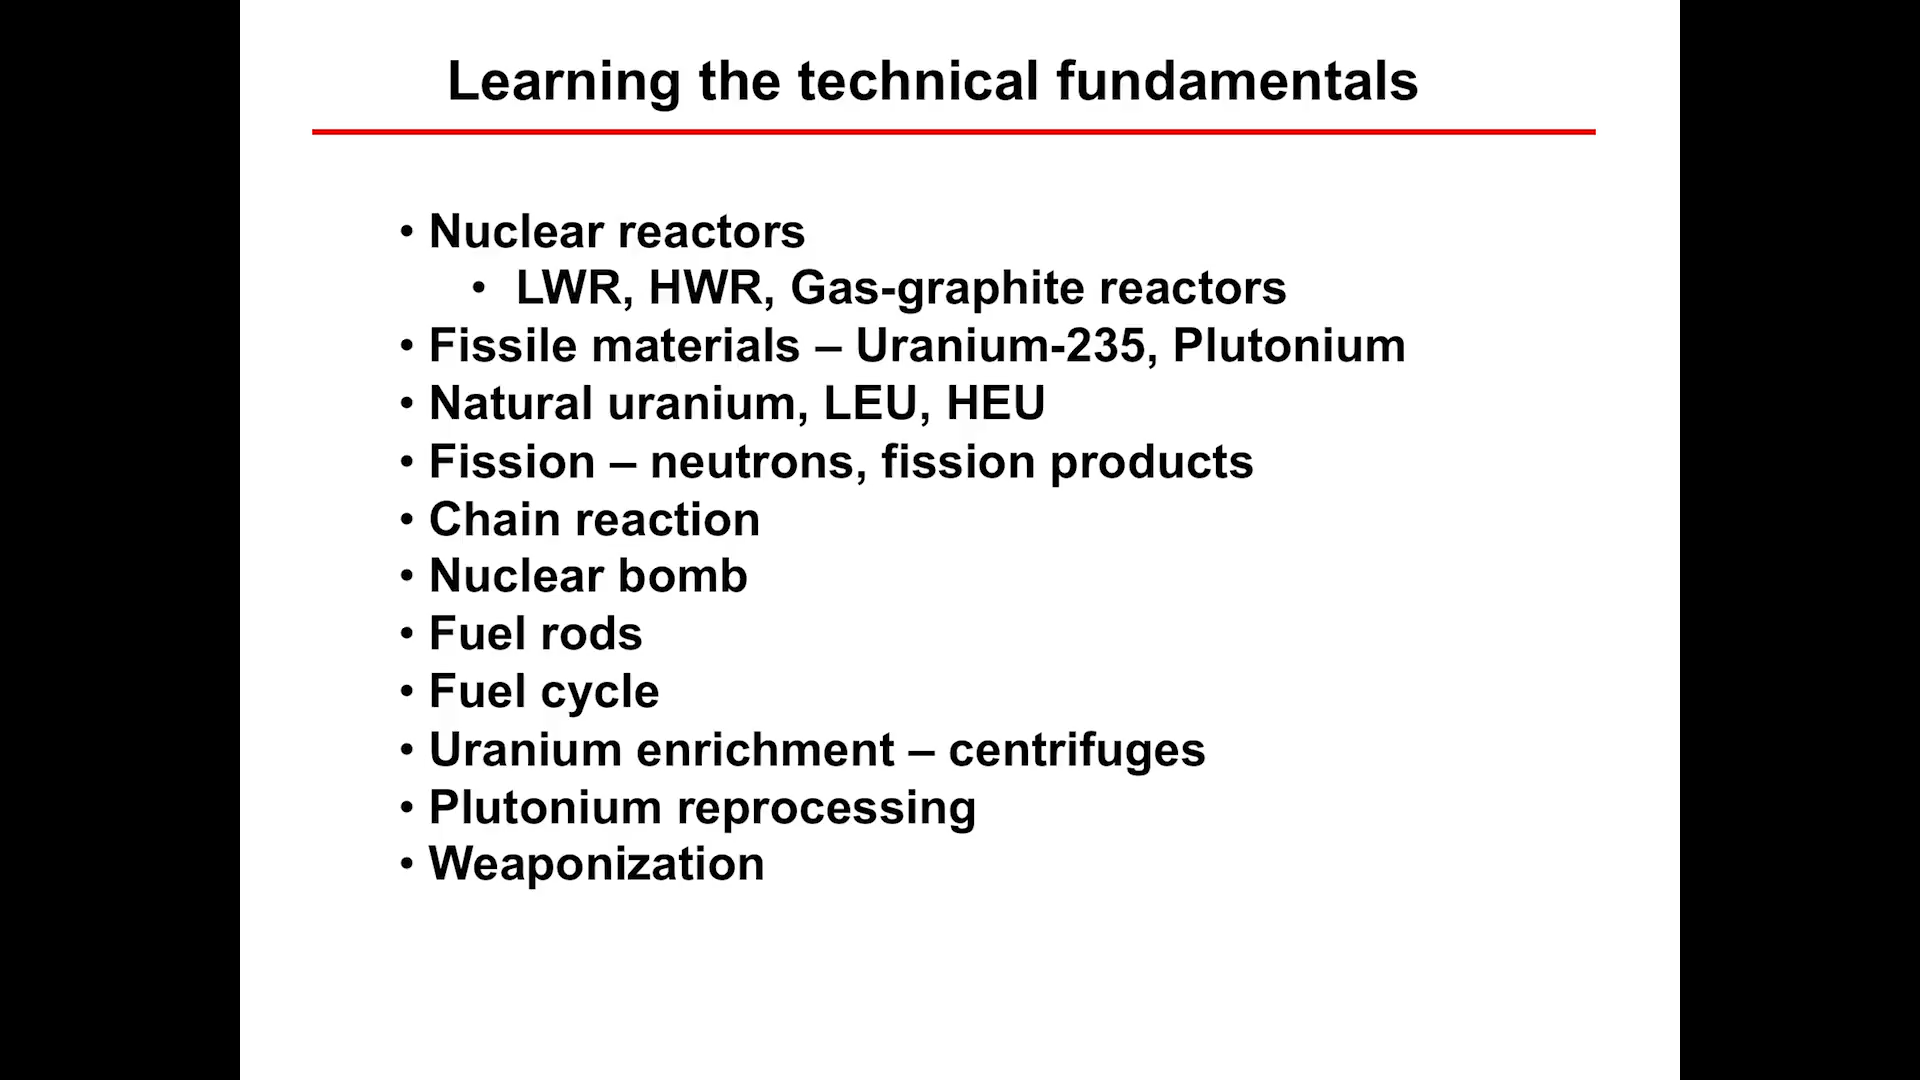 Learning the technical fundamentals
• Nuclear reactors
• LWR, HWR, Gas-graphite reactors
• Fissile materials – Uranium-235, Plutonium
• Natural uranium, LEU, HEU
• Fission – neutrons, fission products
• Chain reaction
• Nuclear bomb
• Fuel rods
• Fuel cycle
• Uranium enrichment – centrifuges
• Plutonium reprocessing
• Weaponization